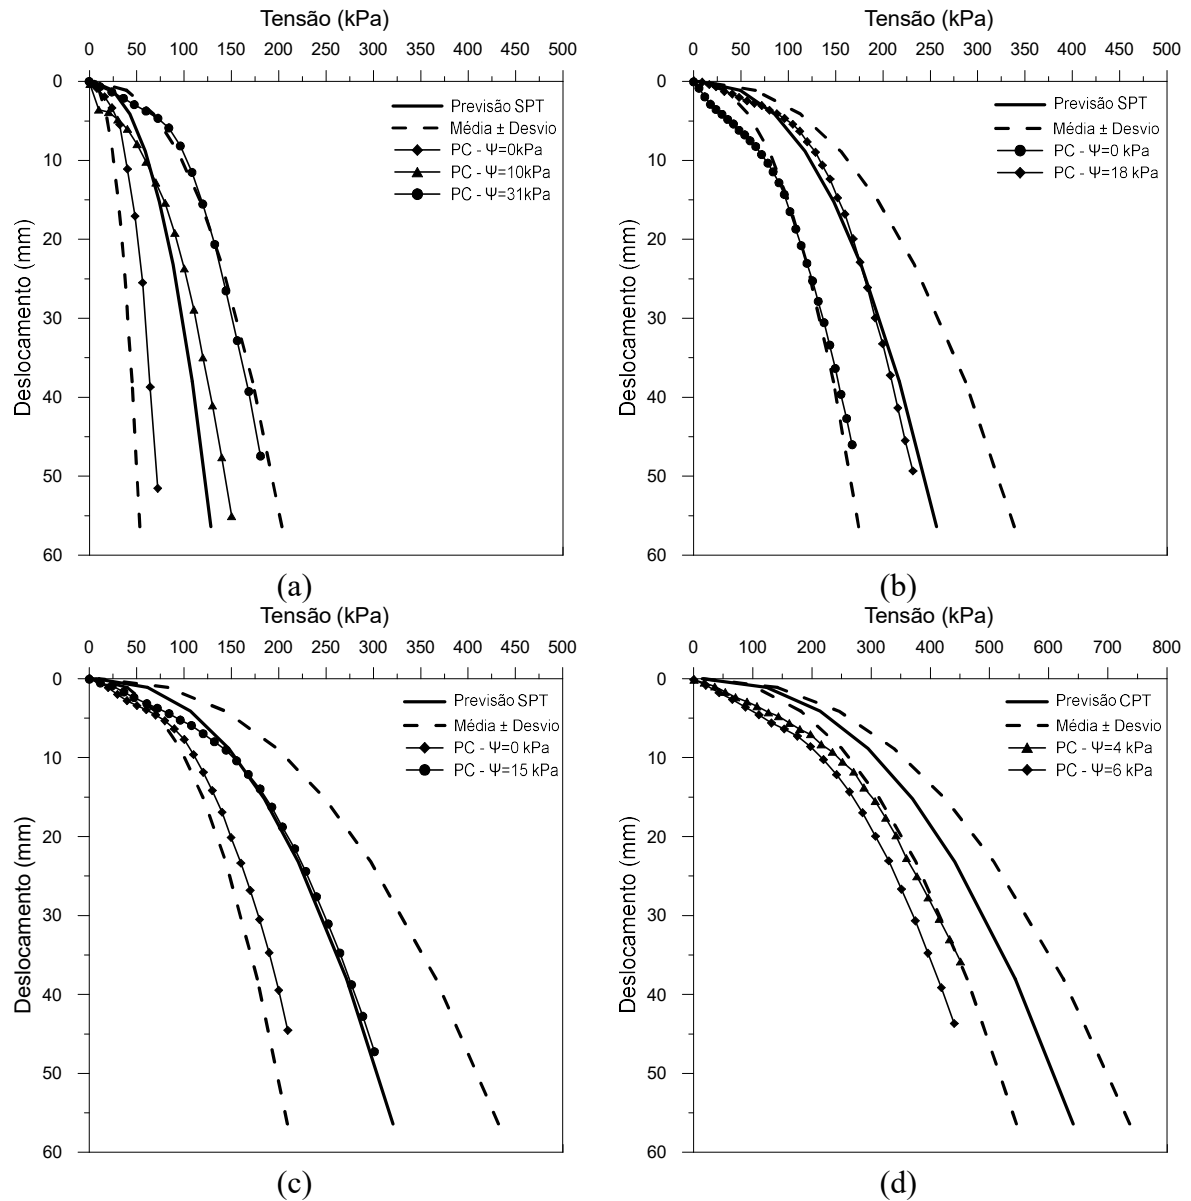 Tensão (kPa)
0 50 100 150 200 250 300 350 400 450 500
0
10
20
30
40
50
60
Deslocamento (mm)
Previsão SPT
Média ± Desvio
PC - Ψ=0kPa
PC - Ψ=10kPa
PC - Ψ=31kPa
(a)
Tensão (kPa)
0 50 100 150 200 250 300 350 400 450 500
0
10
20
30
40
50
60
Deslocamento (mm)
Previsão SPT
Média ± Desvio
PC - Ψ=0 kPa
PC - Ψ=18 kPa
(b)
Tensão (kPa)
0 50 100 150 200 250 300 350 400 450 500
0
10
20
30
40
50
60
Deslocamento (mm)
Previsão SPT
Média ± Desvio
PC - Ψ=0 kPa
PC - Ψ=15 kPa
(c)
Tensão (kPa)
0 100 200 300 400 500 600 700 800
0
10
20
30
40
50
60
Deslocamento (mm)
Previsão CPT
Média ± Desvio
PC - Ψ=4 kPa
PC - Ψ=6 kPa
(d)